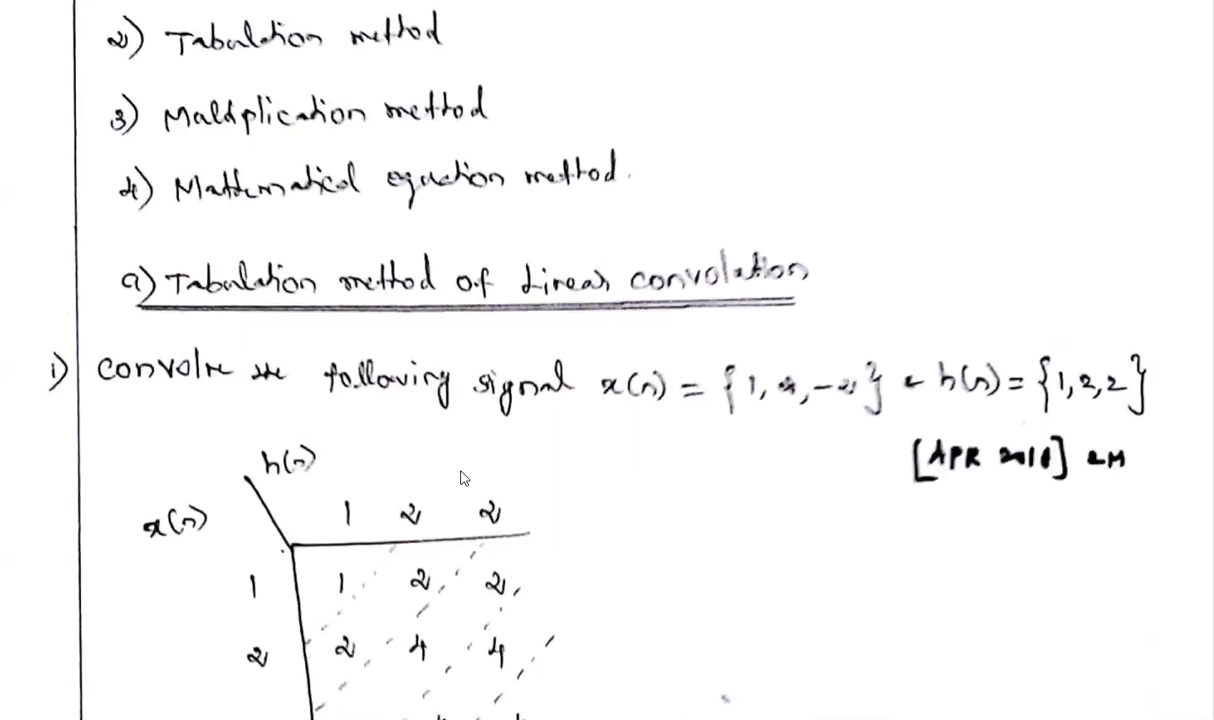 2) Tabulation method
3) Multiplication method
4) Mathematical equation method.
a) Tabulation method of Linear convolution
1) convolve the following signal x(n) = {1, 2, -2} & h(n) = {1, 2, 2}
[APR 2018] 2M
h(n)
x(n) 1 2 2
1 1 2 2
2 2 4 4